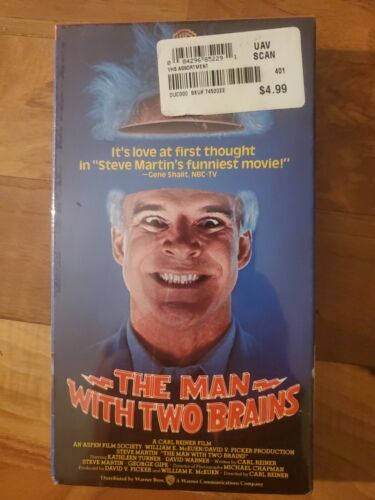 UAV
SCAN
0 84296 85229 1
VHS ASSORTMENT
401
DUC000 SKU# 7452022
$4.99
It's love at first thought
in "Steve Martin's funniest movie!"
—Gene Shalit, NBC-TV
THE MAN
WITH TWO BRAINS
A CARL REINER FILM
AN ASPEN FILM SOCIETY WILLIAM E. McEUEN/DAVID V. PICKER PRODUCTION
STEVE MARTIN "THE MAN WITH TWO BRAINS"
Starring KATHLEEN TURNER DAVID WARNER Written by CARL REINER
STEVE MARTIN GEORGE GIPE Director of Photography MICHAEL CHAPMAN
Produced by DAVID V. PICKER and WILLIAM E. McEUEN Directed by CARL REINER
Distributed by Warner Bros. A Warner Communications Company